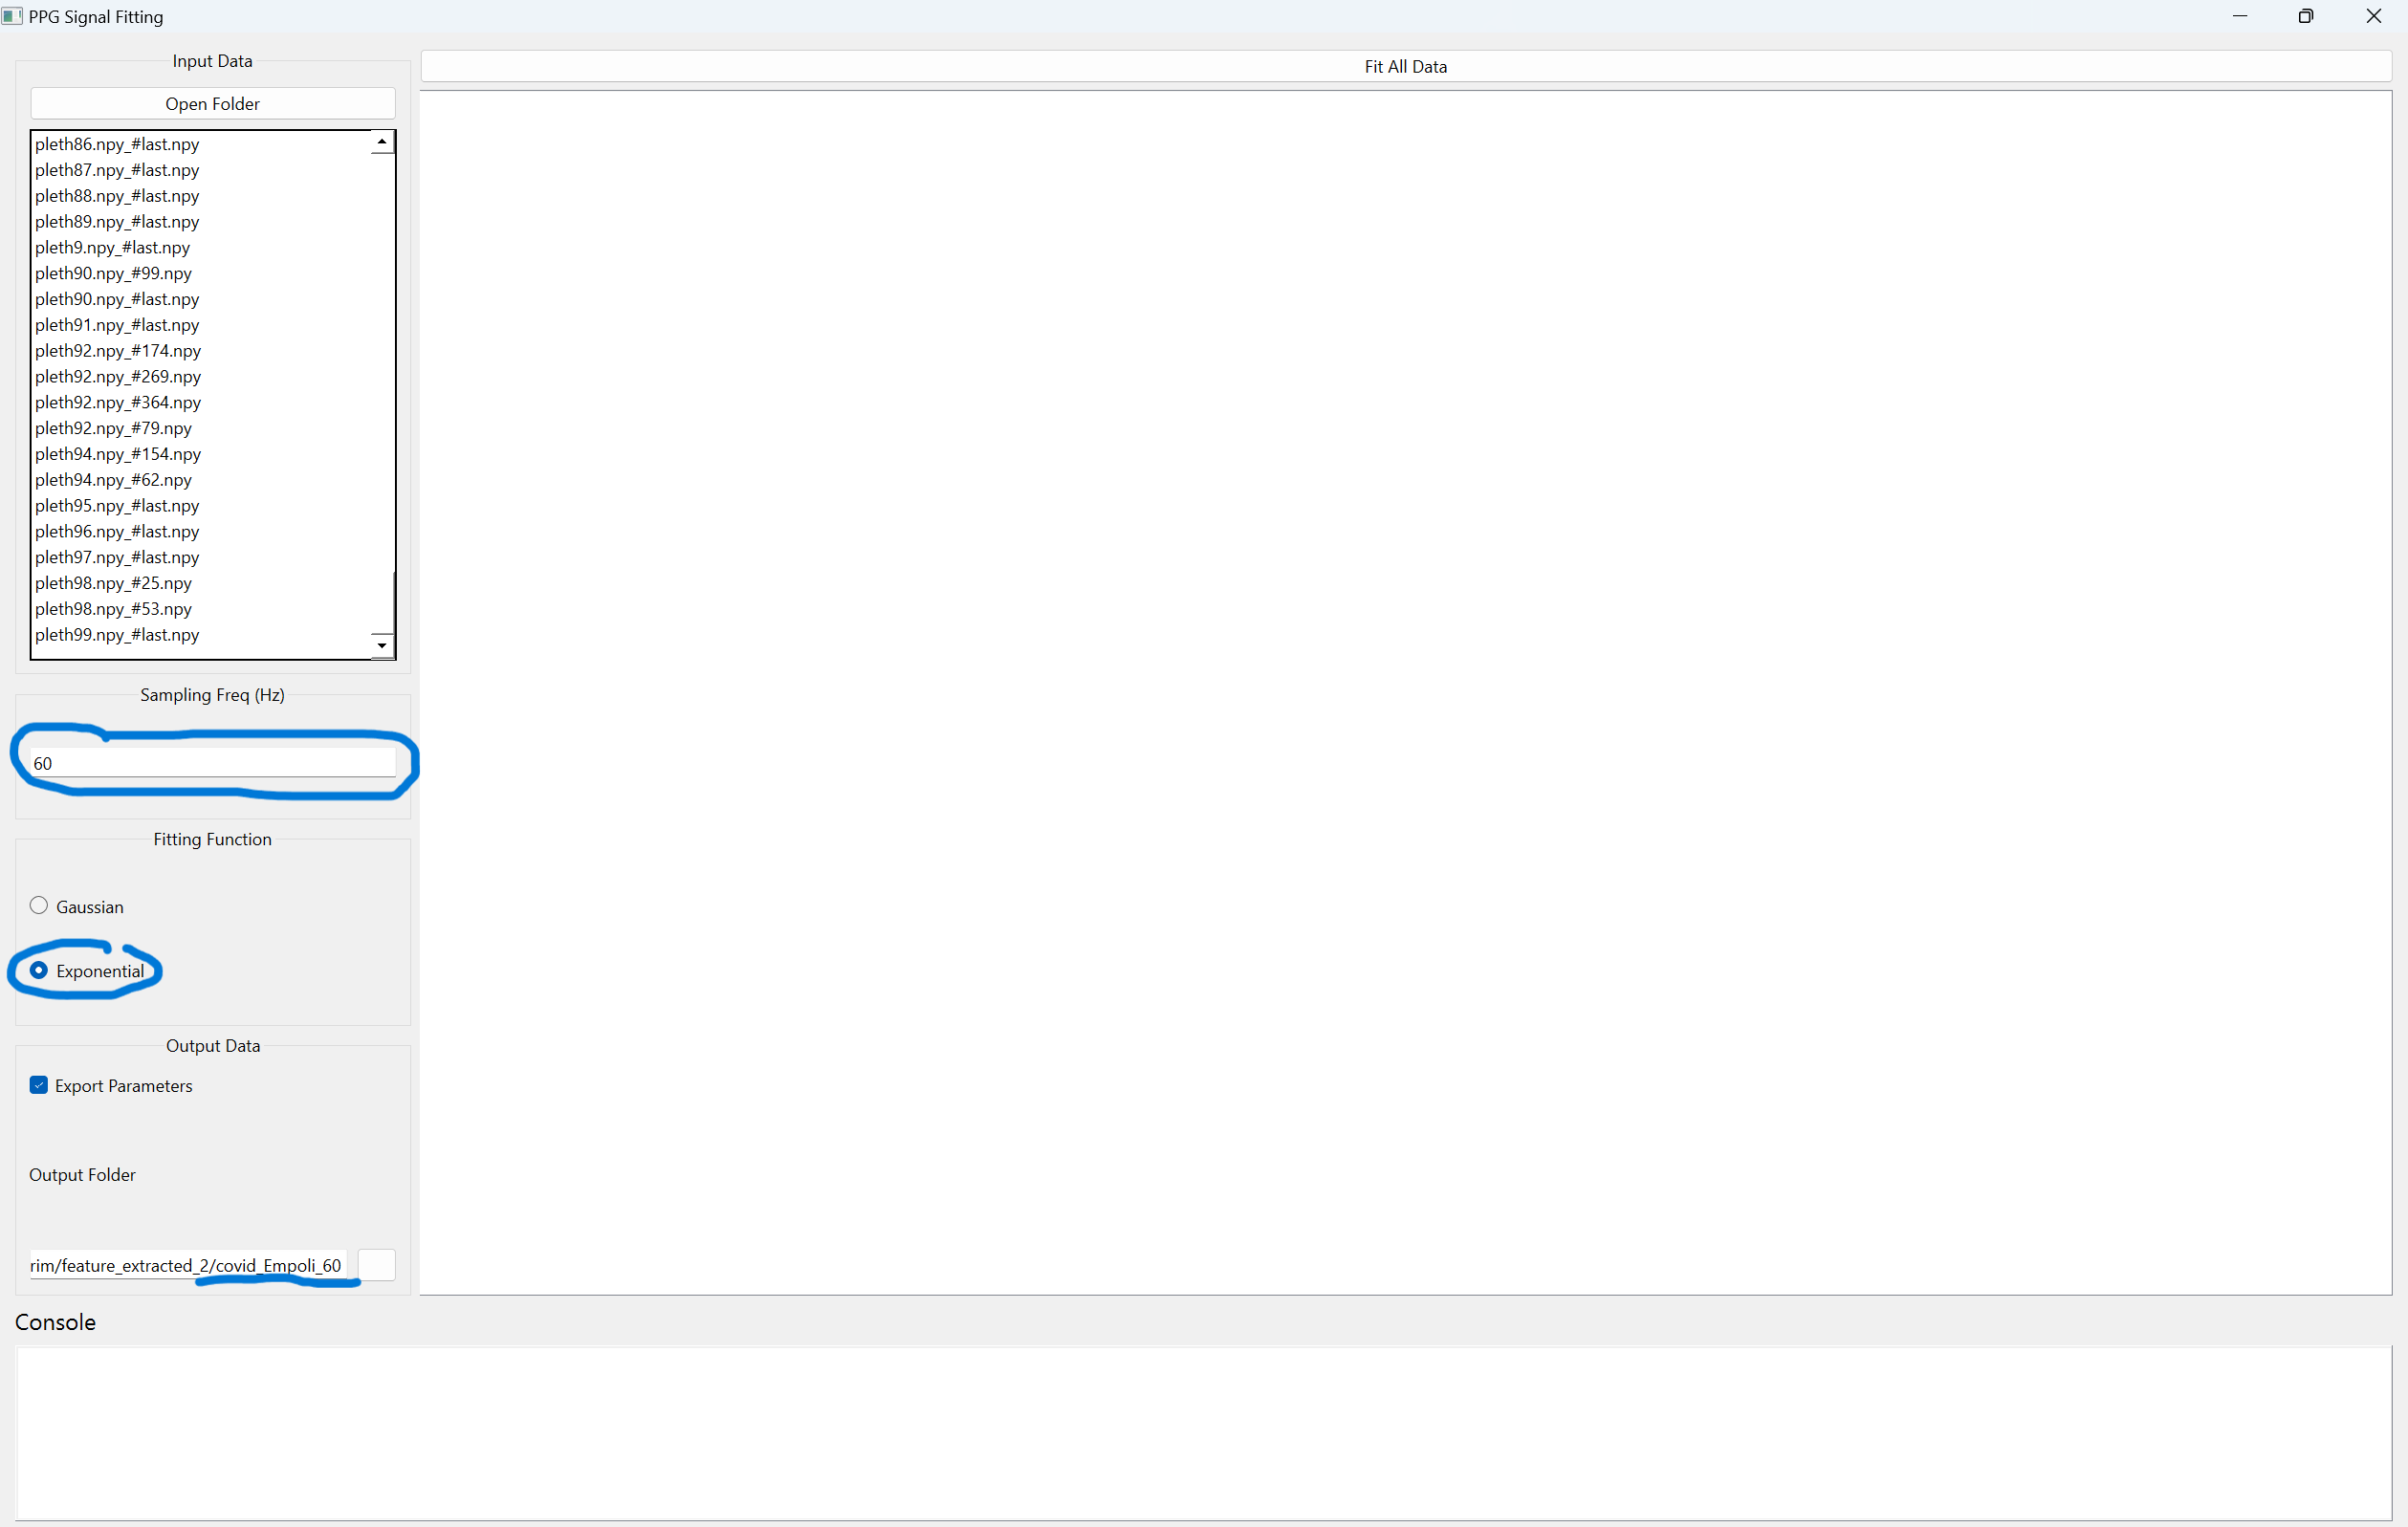 PPG Signal Fitting
Input Data
Open Folder
pleth86.npy_#last.npy
pleth87.npy_#last.npy
pleth88.npy_#last.npy
pleth89.npy_#last.npy
pleth9.npy_#last.npy
pleth90.npy_#99.npy
pleth90.npy_#last.npy
pleth91.npy_#last.npy
pleth92.npy_#174.npy
pleth92.npy_#269.npy
pleth92.npy_#364.npy
pleth92.npy_#79.npy
pleth94.npy_#154.npy
pleth94.npy_#62.npy
pleth95.npy_#last.npy
pleth96.npy_#last.npy
pleth97.npy_#last.npy
pleth98.npy_#25.npy
pleth98.npy_#53.npy
pleth99.npy_#last.npy
Sampling Freq (Hz)
60
Fitting Function
Gaussian
Exponential
Output Data
Export Parameters
Output Folder
rim/feature_extracted_2/covid_Empoli_60
Fit All Data
Console